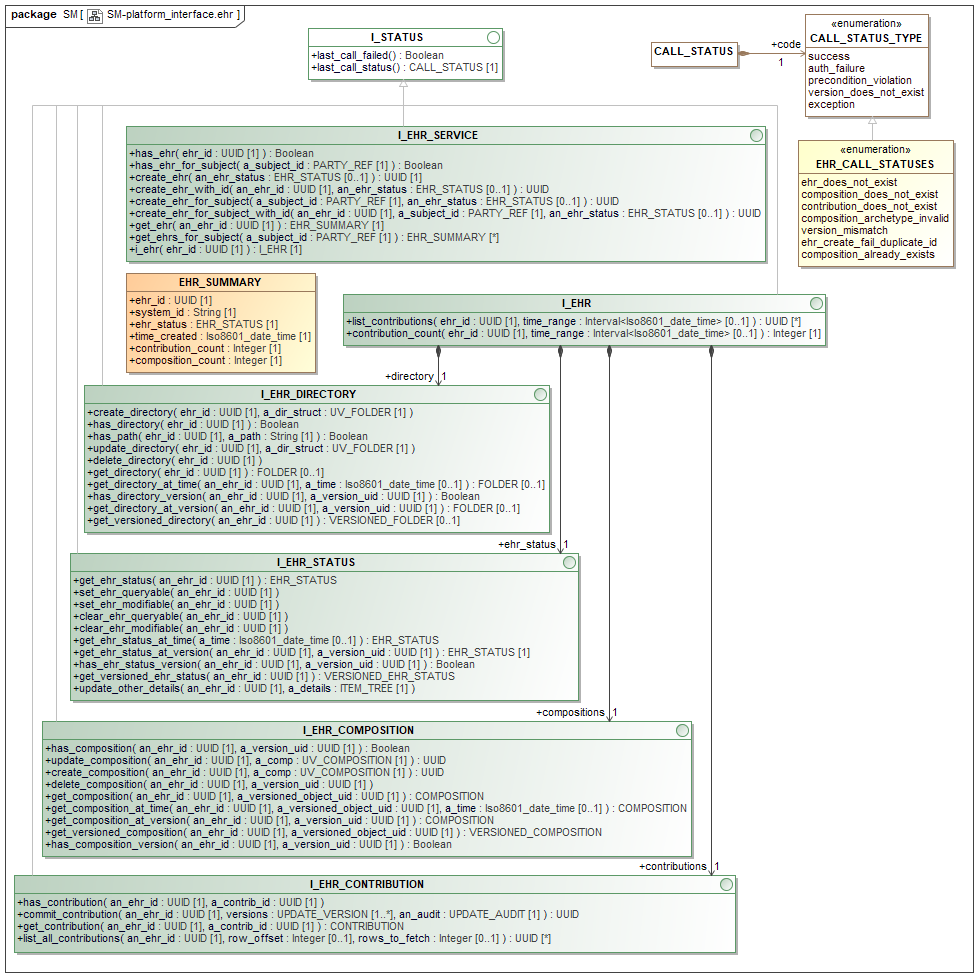 package SM [ SM-platform_interface.ehr ]
I_STATUS
+last_call_failed() : Boolean
+last_call_status() : CALL_STATUS [1]
CALL_STATUS
+code
1
«enumeration»
CALL_STATUS_TYPE
success
auth_failure
precondition_violation
version_does_not_exist
exception
«enumeration»
EHR_CALL_STATUSES
ehr_does_not_exist
composition_does_not_exist
contribution_does_not_exist
composition_archetype_invalid
version_mismatch
ehr_create_fail_duplicate_id
composition_already_exists
I_EHR_SERVICE
+has_ehr( ehr_id : UUID [1] ) : Boolean
+has_ehr_for_subject( a_subject_id : PARTY_REF [1] ) : Boolean
+create_ehr( an_ehr_status : EHR_STATUS [0..1] ) : UUID [1]
+create_ehr_with_id( an_ehr_id : UUID [1], an_ehr_status : EHR_STATUS [0..1] ) : UUID
+create_ehr_for_subject( a_subject_id : PARTY_REF [1], an_ehr_status : EHR_STATUS [0..1] ) : UUID
+create_ehr_for_subject_with_id( an_ehr_id : UUID [1], a_subject_id : PARTY_REF [1], an_ehr_status : EHR_STATUS [0..1] ) : UUID
+get_ehr( an_ehr_id : UUID [1] ) : EHR_SUMMARY [1]
+get_ehrs_for_subject( a_subject_id : PARTY_REF [1] ) : EHR_SUMMARY [*]
+i_ehr( ehr_id : UUID [1] ) : I_EHR [1]
EHR_SUMMARY
+ehr_id : UUID [1]
+system_id : String [1]
+ehr_status : EHR_STATUS [1]
+time_created : Iso8601_date_time [1]
+contribution_count : Integer [1]
+composition_count : Integer [1]
I_EHR
+list_contributions( ehr_id : UUID [1], time_range : Interval<Iso8601_date_time> [0..1] ) : UUID [*]
+contribution_count( ehr_id : UUID [1], time_range : Interval<Iso8601_date_time> [0..1] ) : Integer [1]
+directory 1
I_EHR_DIRECTORY
+create_directory( ehr_id : UUID [1], a_dir_struct : UV_FOLDER [1] )
+has_directory( ehr_id : UUID [1] ) : Boolean
+has_path( ehr_id : UUID [1], a_path : String [1] ) : Boolean
+update_directory( ehr_id : UUID [1], a_dir_struct : UV_FOLDER [1] )
+delete_directory( ehr_id : UUID [1] )
+get_directory( ehr_id : UUID [1] ) : FOLDER [0..1]
+get_directory_at_time( an_ehr_id : UUID [1], a_time : Iso8601_date_time [0..1] ) : FOLDER [0..1]
+has_directory_version( an_ehr_id : UUID [1], a_version_uid : UUID [1] ) : Boolean
+get_directory_at_version( an_ehr_id : UUID [1], a_version_uid : UUID [1] ) : FOLDER [0..1]
+get_versioned_directory( an_ehr_id : UUID [1] ) : VERSIONED_FOLDER [0..1]
+ehr_status 1
I_EHR_STATUS
+get_ehr_status( an_ehr_id : UUID [1] ) : EHR_STATUS
+set_ehr_queryable( an_ehr_id : UUID [1] )
+set_ehr_modifiable( an_ehr_id : UUID [1] )
+clear_ehr_queryable( an_ehr_id : UUID [1] )
+clear_ehr_modifiable( an_ehr_id : UUID [1] )
+get_ehr_status_at_time( a_time : Iso8601_date_time [0..1] ) : EHR_STATUS
+get_ehr_status_at_version( an_ehr_id : UUID [1], a_version_uid : UUID [1] ) : EHR_STATUS [1]
+has_ehr_status_version( an_ehr_id : UUID [1], a_version_uid : UUID [1] ) : Boolean
+get_versioned_ehr_status( an_ehr_id : UUID [1] ) : VERSIONED_EHR_STATUS
+update_other_details( an_ehr_id : UUID [1], a_details : ITEM_TREE [1] )
+compositions 1
I_EHR_COMPOSITION
+has_composition( an_ehr_id : UUID [1], a_version_uid : UUID [1] ) : Boolean
+update_composition( an_ehr_id : UUID [1], a_comp : UV_COMPOSITION [1] ) : UUID
+create_composition( an_ehr_id : UUID [1], a_comp : UV_COMPOSITION [1] ) : UUID
+delete_composition( an_ehr_id : UUID [1], a_version_uid : UUID [1] )
+get_composition( an_ehr_id : UUID [1], a_versioned_object_uid : UUID [1] ) : COMPOSITION
+get_composition_at_time( an_ehr_id : UUID [1], a_versioned_object_uid : UUID [1], a_time : Iso8601_date_time [0..1] ) : COMPOSITION
+get_composition_at_version( an_ehr_id : UUID [1], a_version_uid : UUID [1] ) : COMPOSITION
+get_versioned_composition( an_ehr_id : UUID [1], a_versioned_object_uid : UUID [1] ) : VERSIONED_COMPOSITION
+has_composition_version( an_ehr_id : UUID [1], a_version_uid : UUID [1] ) : Boolean
+contributions 1
I_EHR_CONTRIBUTION
+has_contribution( an_ehr_id : UUID [1], a_contrib_id : UUID [1] )
+commit_contribution( an_ehr_id : UUID [1], versions : UPDATE_VERSION [1..*], an_audit : UPDATE_AUDIT [1] ) : UUID
+get_contribution( an_ehr_id : UUID [1], a_contrib_id : UUID [1] ) : CONTRIBUTION
+list_all_contributions( an_ehr_id : UUID [1], row_offset : Integer [0..1], rows_to_fetch : Integer [0..1] ) : UUID [*]